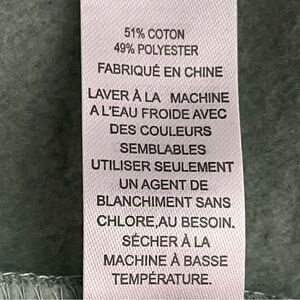 51% COTON
49% POLYESTER
FABRIQUÉ EN CHINE
LAVER À LA MACHINE
A L'EAU FROIDE AVEC
DES COULEURS
SEMBLABLES
UTILISER SEULEMENT
UN AGENT DE
BLANCHIMENT SANS
CHLORE,AU BESOIN.
SÉCHER À LA
MACHINE À BASSE
TEMPÉRATURE.